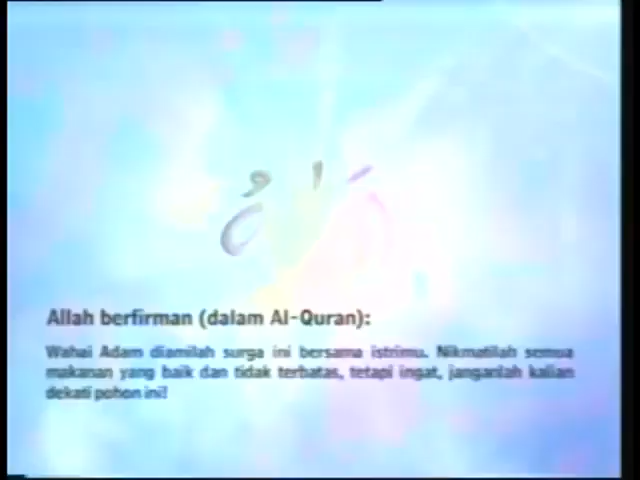 Allah berfirman (dalam Al-Quran):
Wahai Adam diamilah surga ini bersama istrimu. Nikmatilah semua
makanan yang baik dan tidak terbatas, tetapi ingat, janganlah kalian
dekati pohon ini!